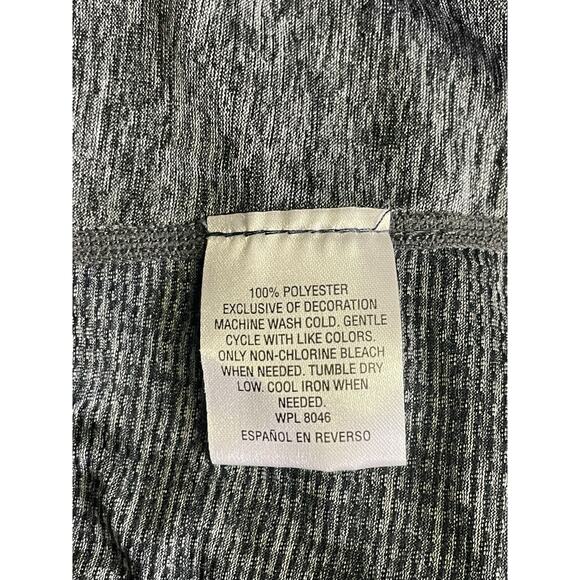 100% POLYESTER
EXCLUSIVE OF DECORATION
MACHINE WASH COLD. GENTLE
CYCLE WITH LIKE COLORS.
ONLY NON-CHLORINE BLEACH
WHEN NEEDED. TUMBLE DRY
LOW. COOL IRON WHEN
NEEDED.
WPL 8046
ESPAÑOL EN REVERSO